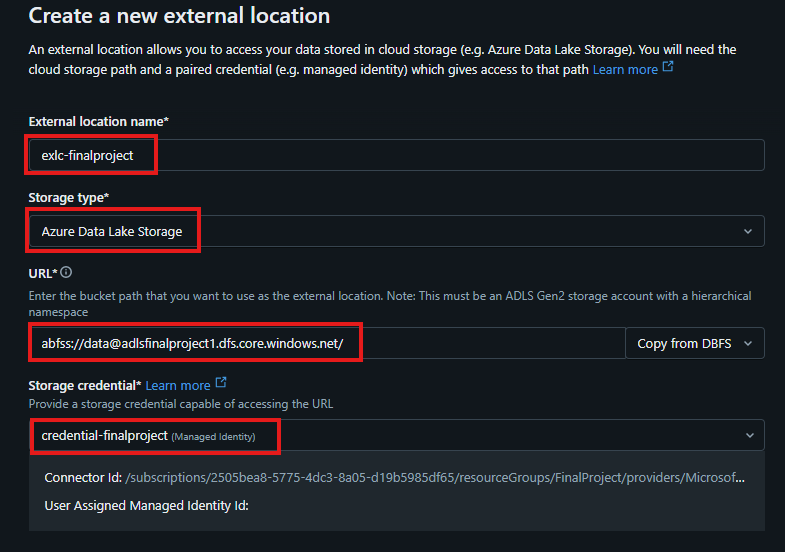 Create a new external location
An external location allows you to access your data stored in cloud storage (e.g. Azure Data Lake Storage). You will need the
cloud storage path and a paired credential (e.g. managed identity) which gives access to that path Learn more
External location name*
exlc-finalproject
Storage type*
Azure Data Lake Storage
URL*
Enter the bucket path that you want to use as the external location. Note: This must be an ADLS Gen2 storage account with a hierarchical
namespace
abfss://data@adlsfinalproject1.dfs.core.windows.net/ Copy from DBFS
Storage credential* Learn more
Provide a storage credential capable of accessing the URL
credential-finalproject (Managed Identity)
Connector Id: /subscriptions/2505bea8-5775-4dc3-8a05-d19b5985df65/resourceGroups/FinalProject/providers/Microsof...
User Assigned Managed Identity Id: